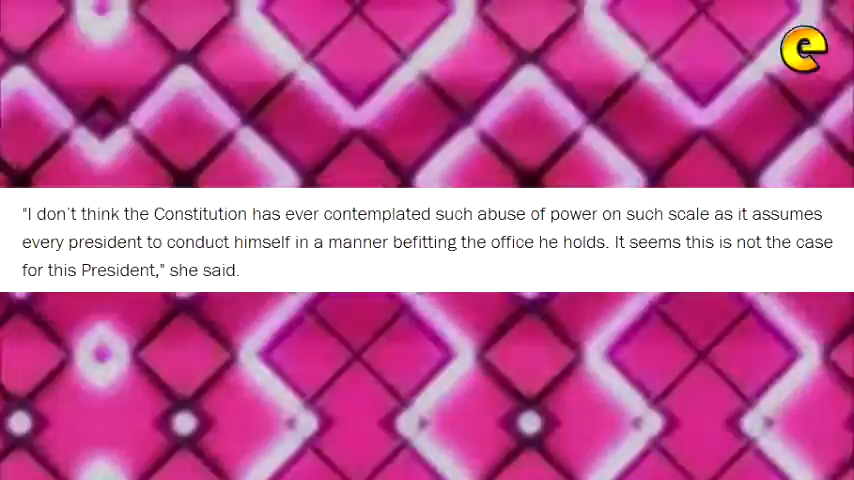 e
"I don't think the Constitution has ever contemplated such abuse of power on such scale as it assumes
every president to conduct himself in a manner befitting the office he holds. It seems this is not the case
for this President," she said.